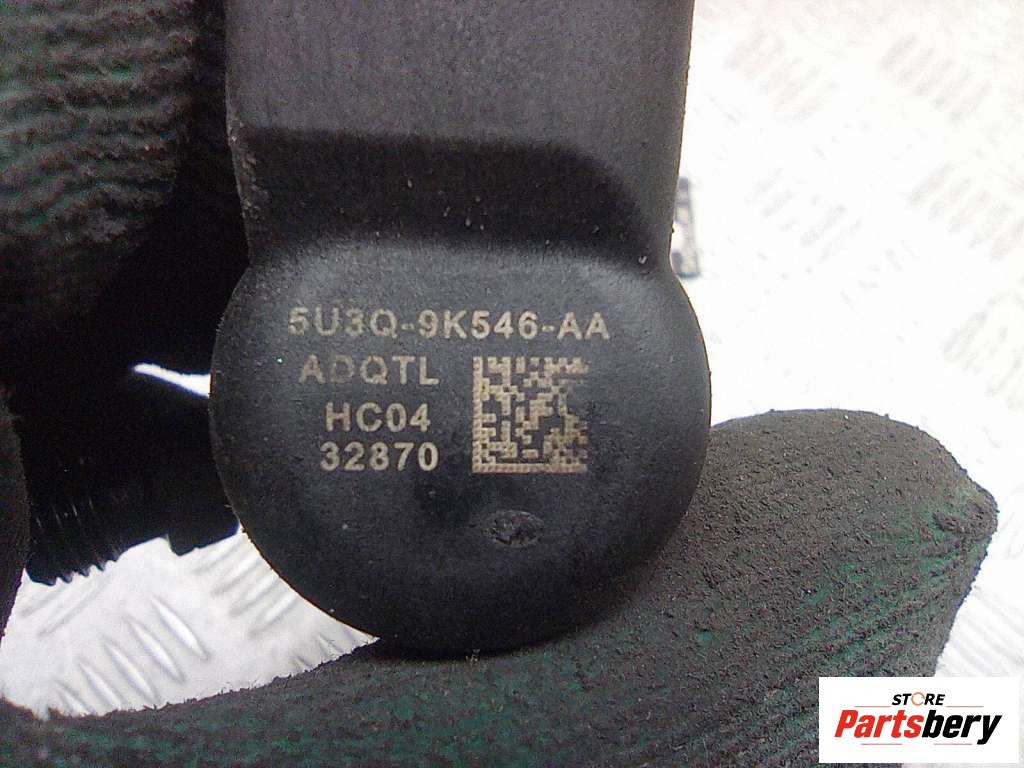 5U3Q-9K546-AA
ADQTL
HC04
32870
STORE
Partsbery